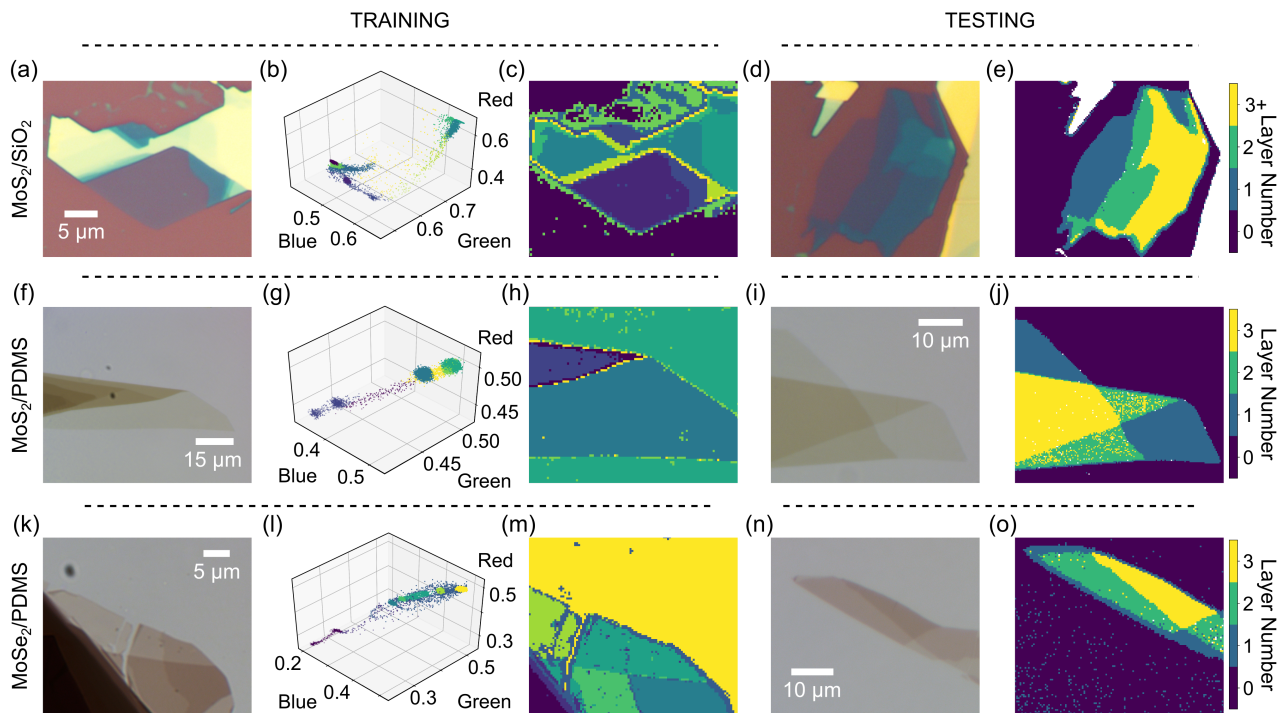 TRAINING TESTING
(a) (b) (c) (d) (e)
MoS₂/SiO₂
5 µm
Red
0.6
0.4
0.5
0.6
Blue
0.7
0.6
Green
3+
2
1
0
Layer Number
(f) (g) (h) (i) (j)
MoS₂/PDMS
15 µm
Red
0.50
0.45
0.4
0.5
Blue
0.50
0.45
Green
10 µm
3
2
1
0
Layer Number
(k) (l) (m) (n) (o)
MoSe₂/PDMS
5 µm
Red
0.5
0.3
0.2
0.4
Blue
0.5
0.3
Green
10 µm
3
2
1
0
Layer Number